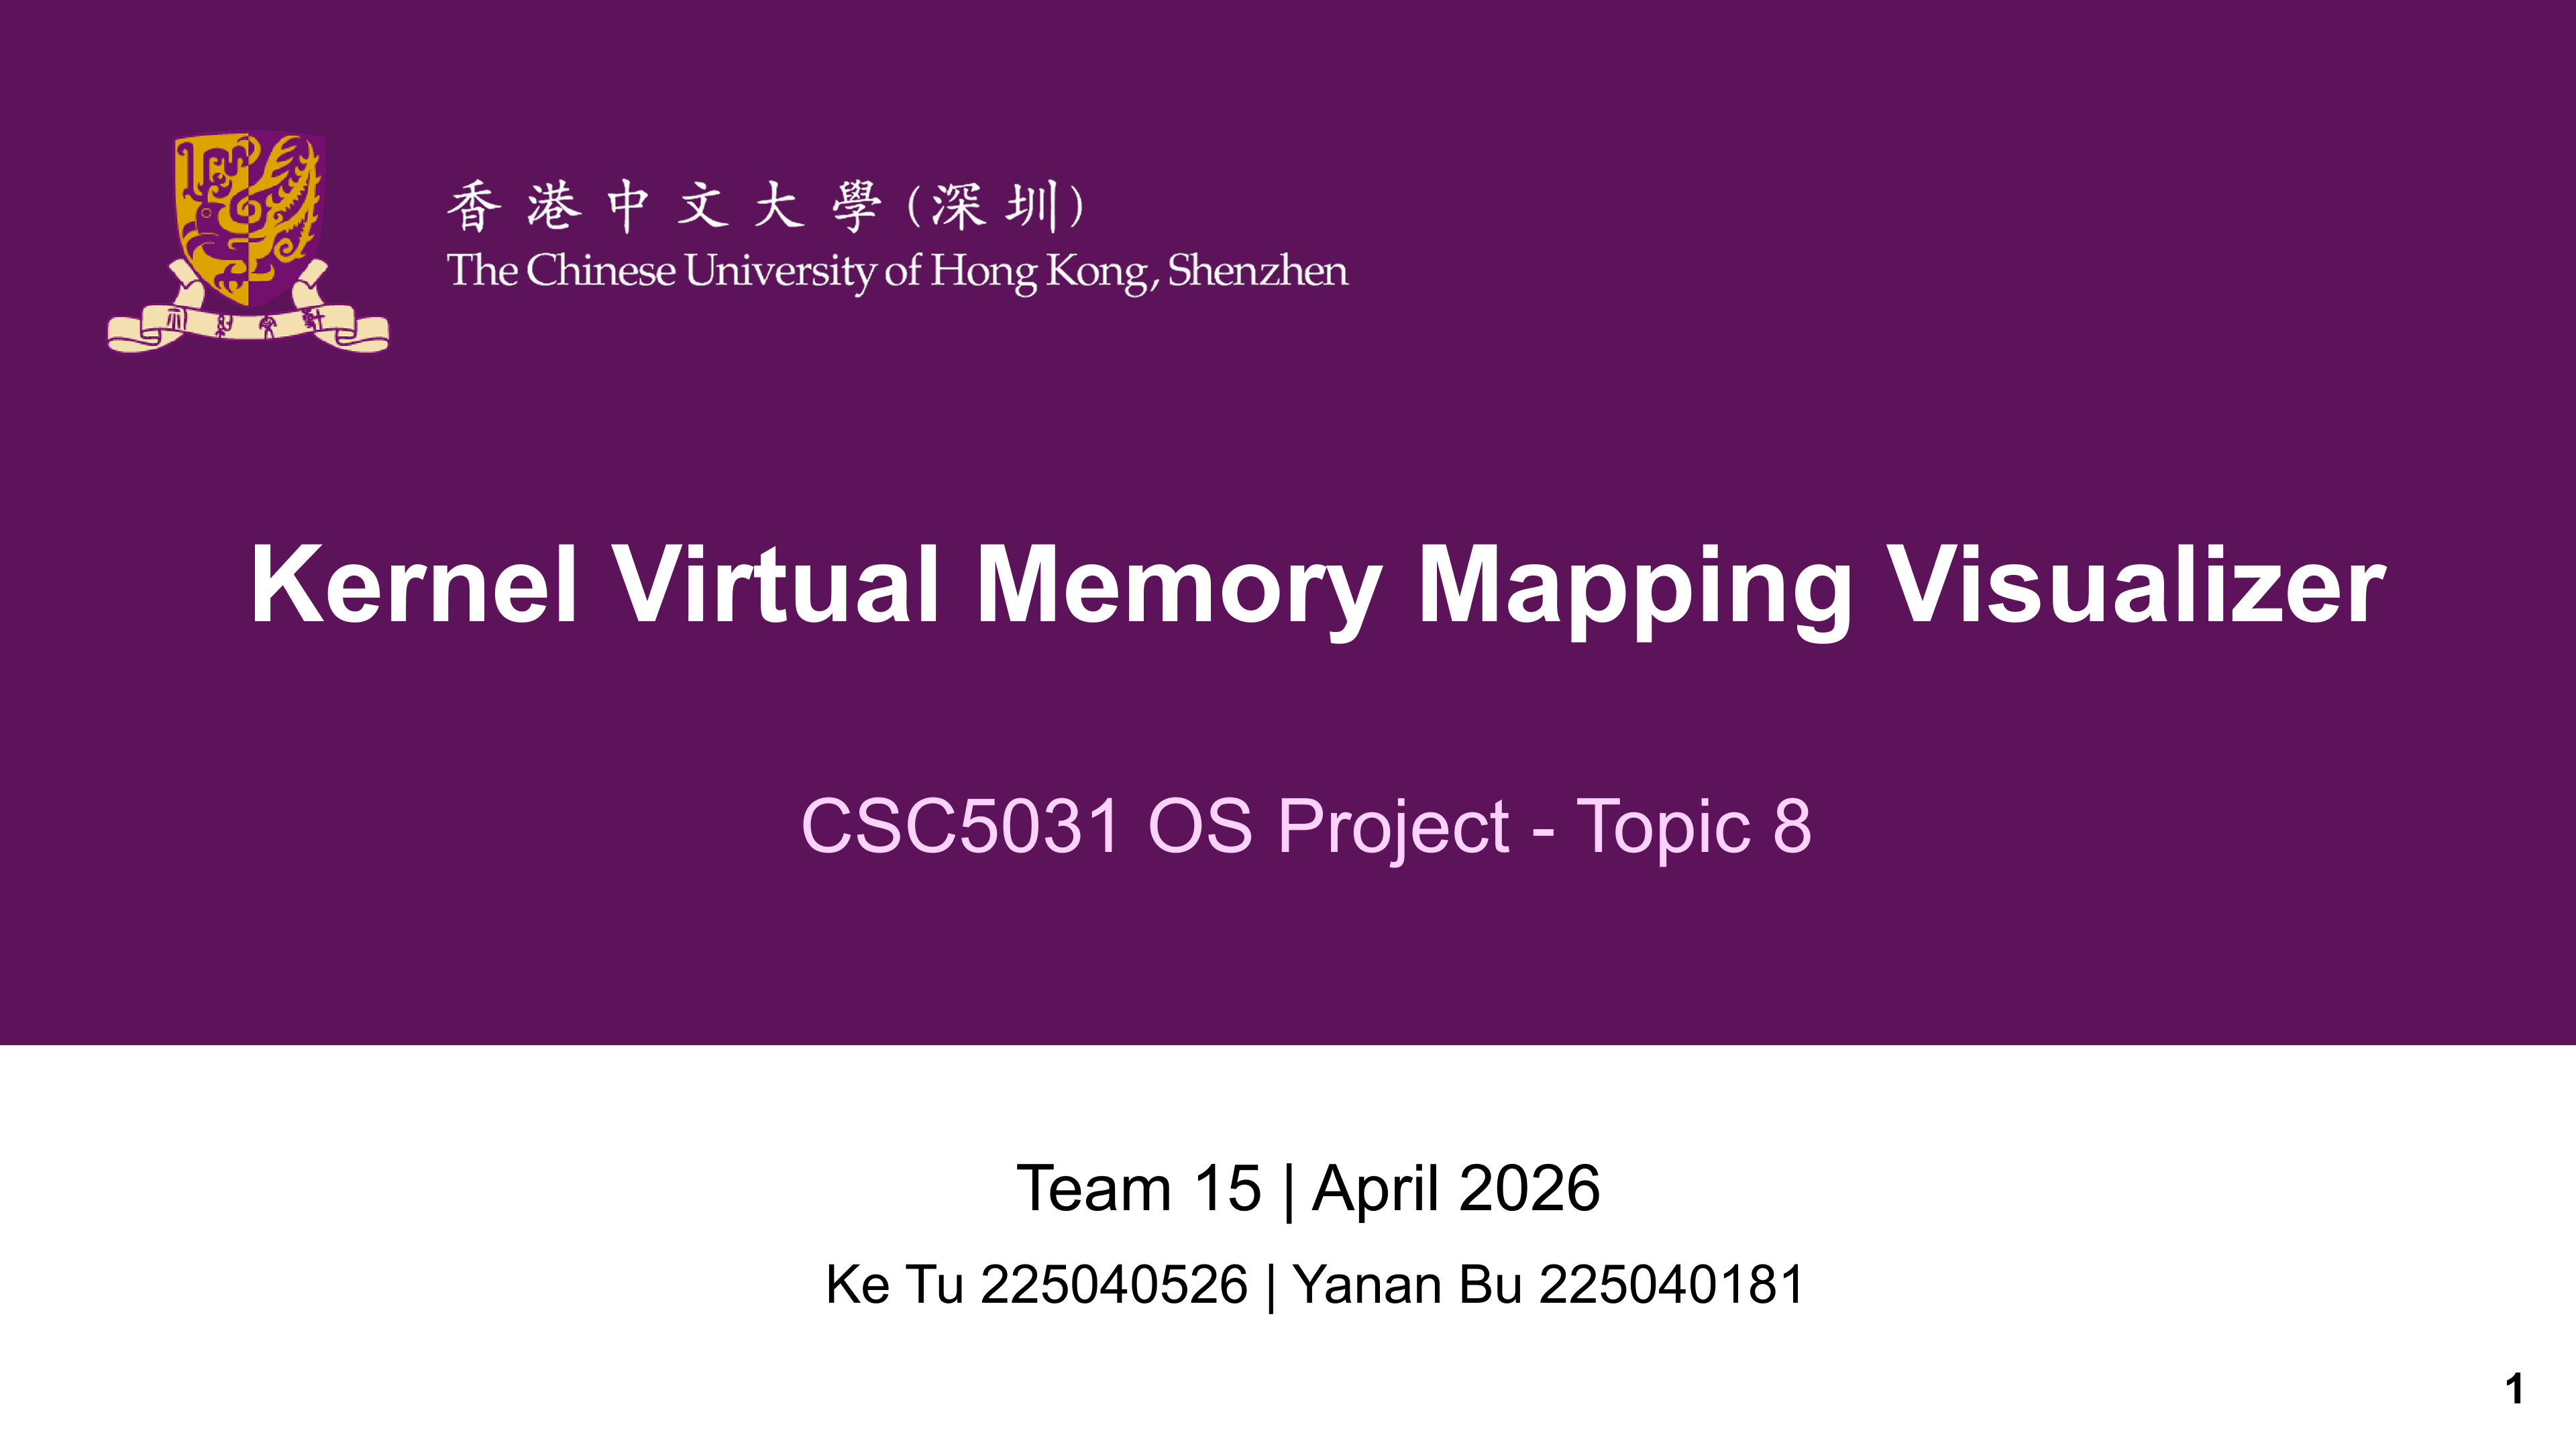 香港中文大學(深圳)
The Chinese University of Hong Kong, Shenzhen
Kernel Virtual Memory Mapping Visualizer
CSC5031 OS Project - Topic 8
Team 15 | April 2026
Ke Tu 225040526 | Yanan Bu 225040181
1